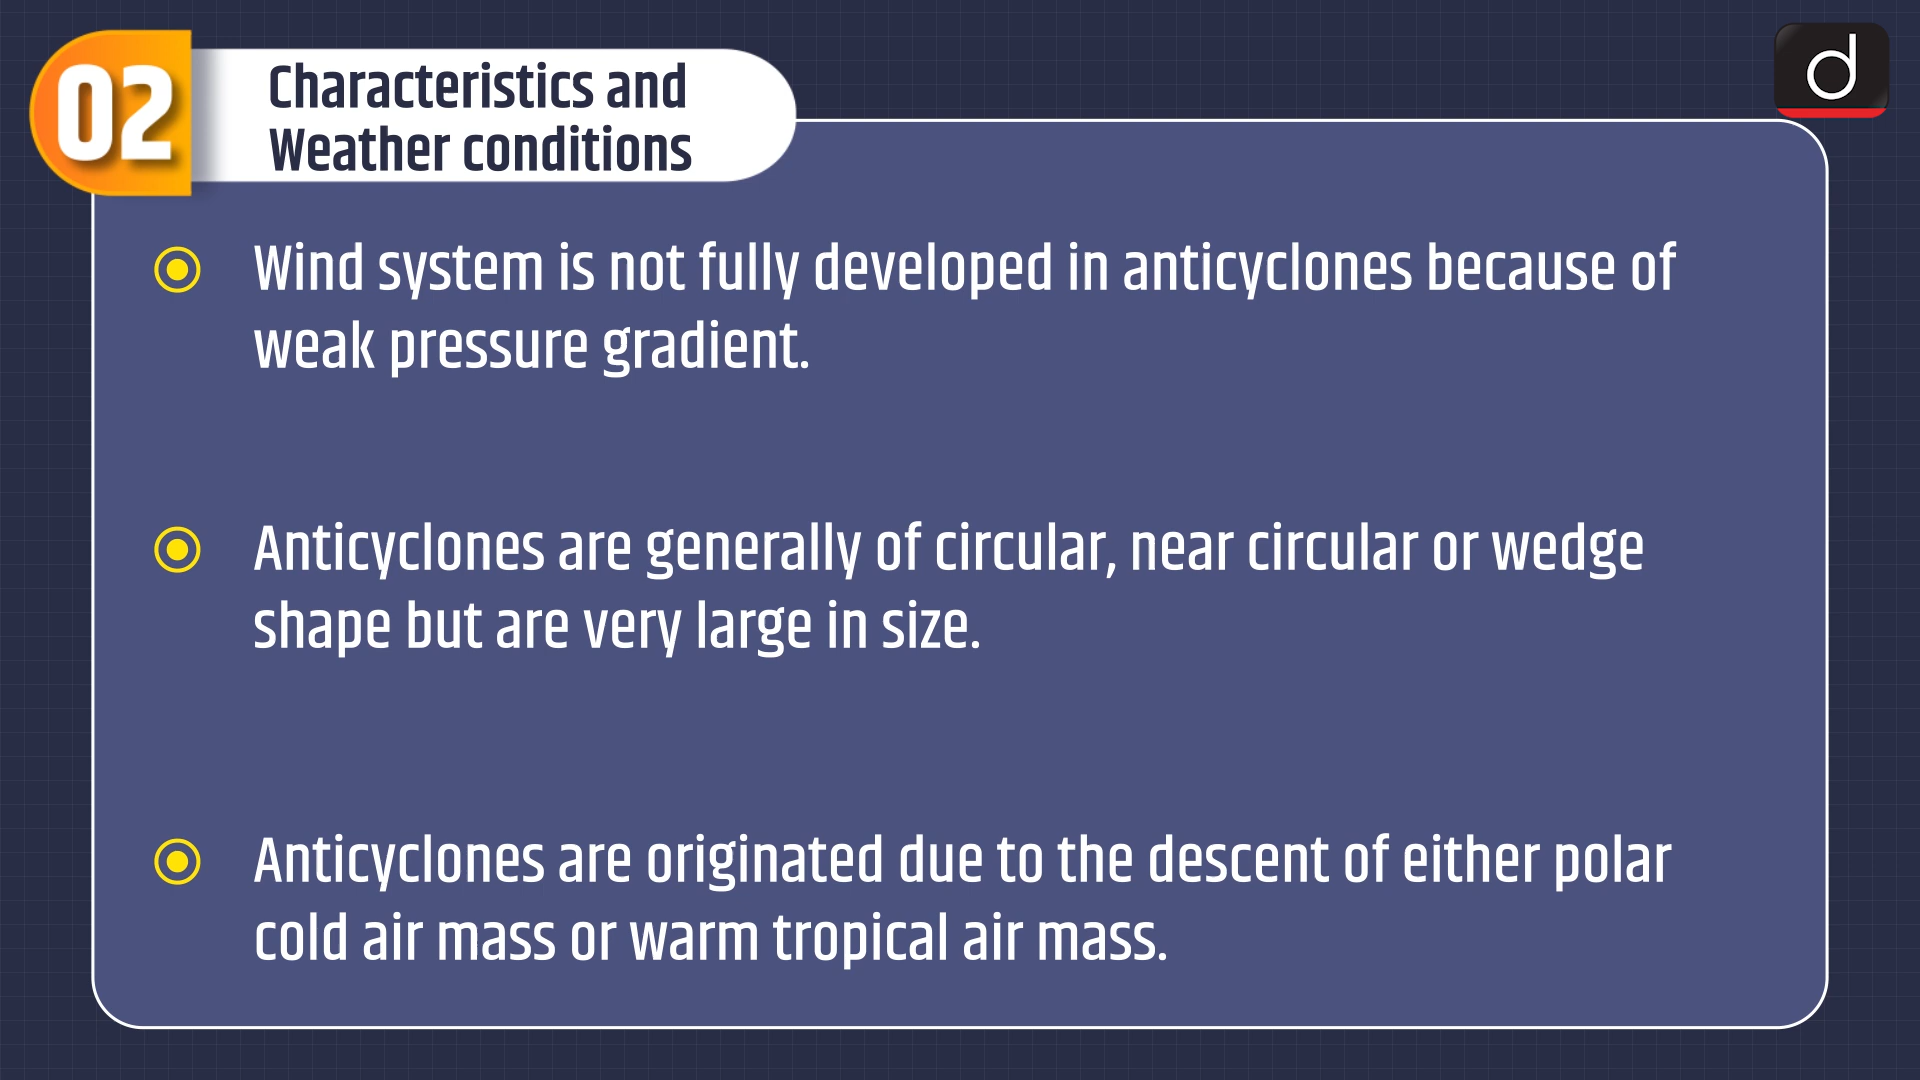 02
Characteristics and
Weather conditions
d
Wind system is not fully developed in anticyclones because of
weak pressure gradient.
Anticyclones are generally of circular, near circular or wedge
shape but are very large in size.
Anticyclones are originated due to the descent of either polar
cold air mass or warm tropical air mass.